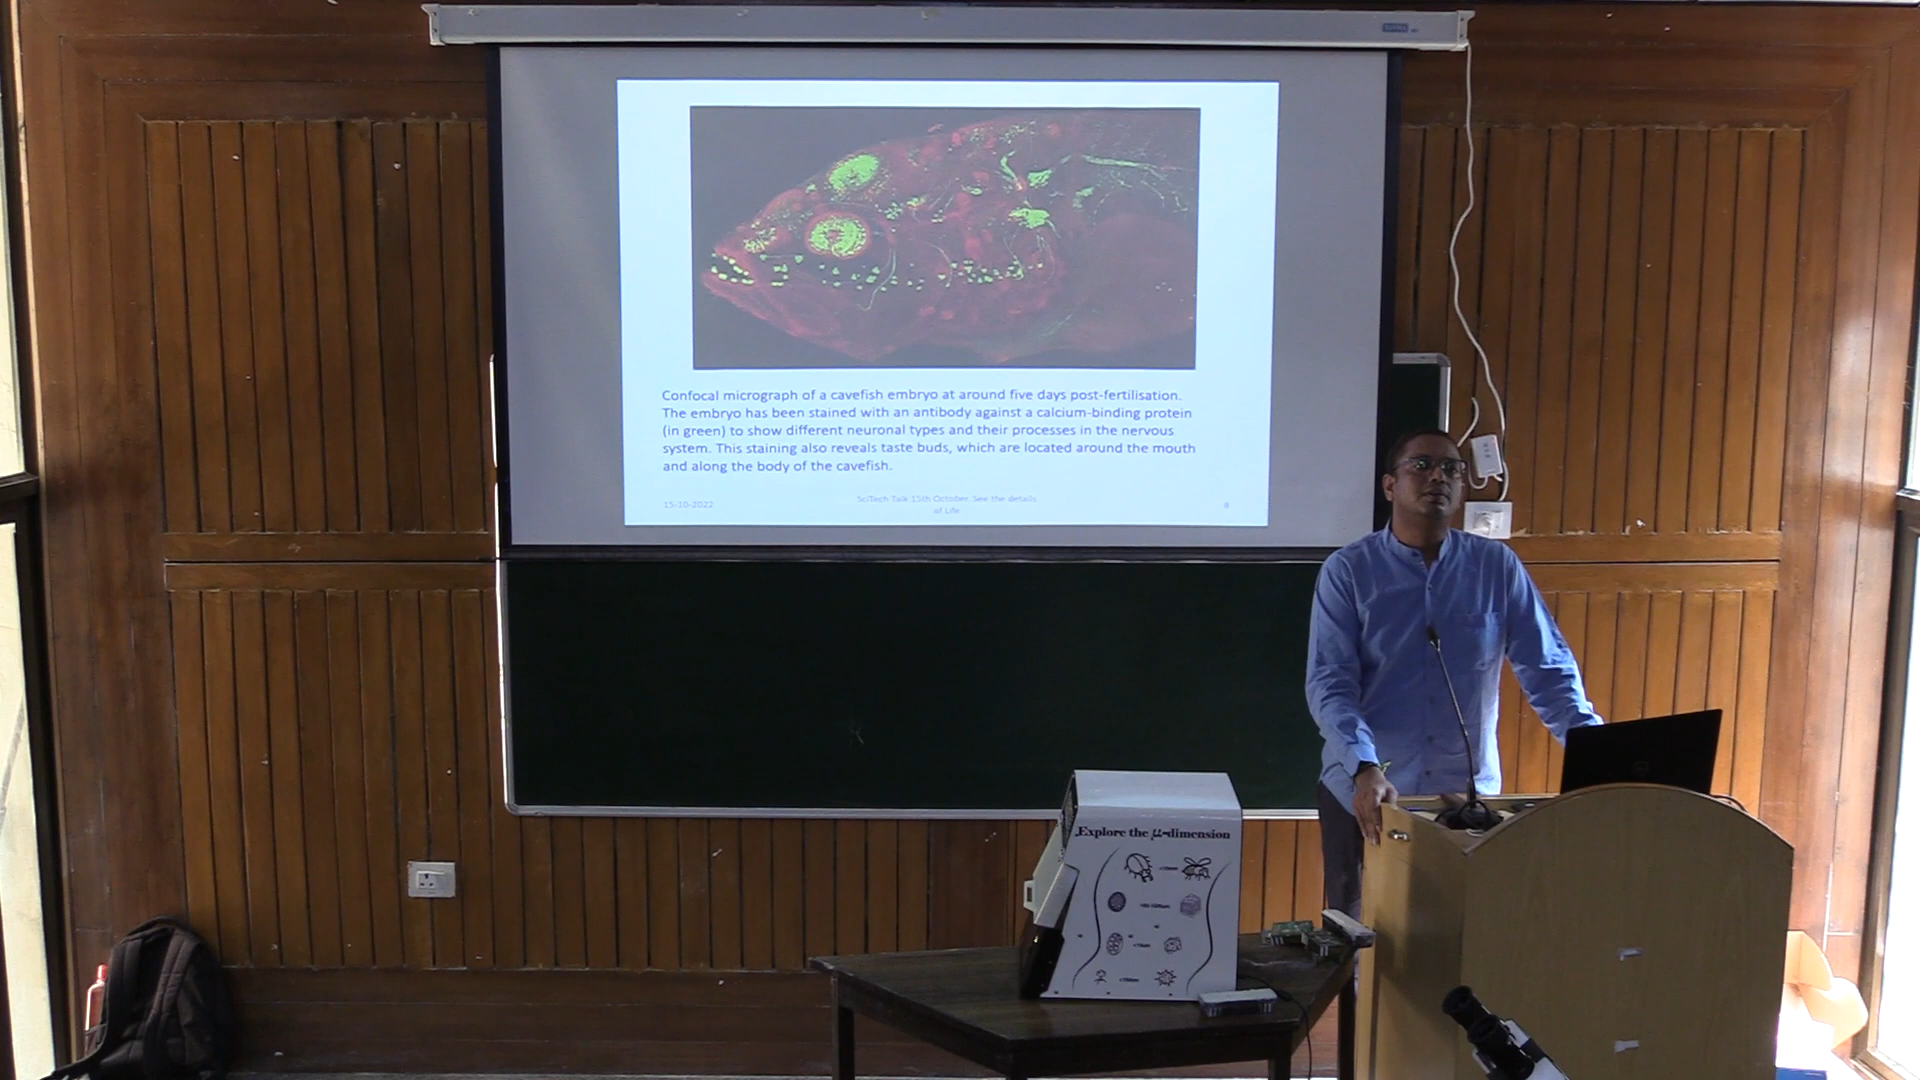 Confocal micrograph of a cavefish embryo at around five days post-fertilisation.
The embryo has been stained with an antibody against a calcium-binding protein
(in green) to show different neuronal types and their processes in the nervous
system. This staining also reveals taste buds, which are located around the mouth
and along the body of the cavefish.
15-10-2022
SciTech Talk 15th October. See the details
of Life
8
Explore the μ-dimension